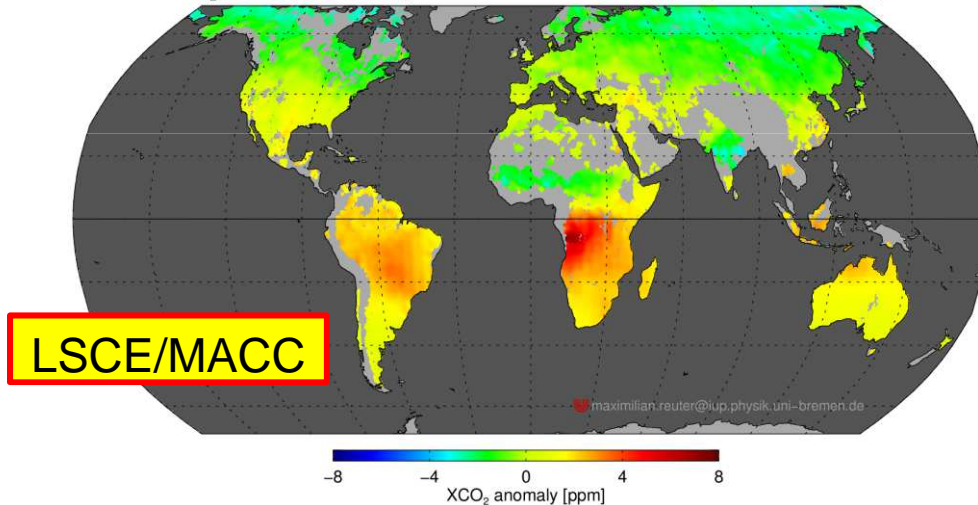 LSCE/MACC
maximilian.reuter@iup.physik.uni-bremen.de
-8 -4 0 4 8
XCO₂ anomaly [ppm]